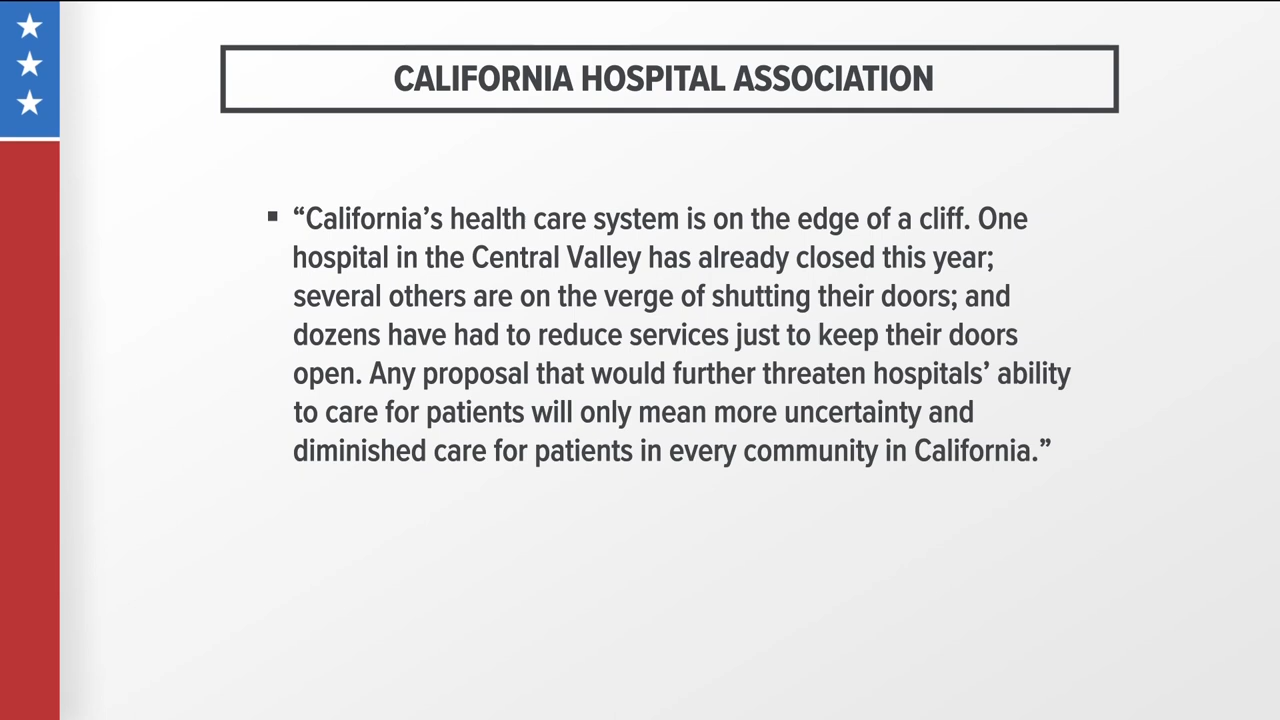 CALIFORNIA HOSPITAL ASSOCIATION
▪ “California’s health care system is on the edge of a cliff. One
hospital in the Central Valley has already closed this year;
several others are on the verge of shutting their doors; and
dozens have had to reduce services just to keep their doors
open. Any proposal that would further threaten hospitals’ ability
to care for patients will only mean more uncertainty and
diminished care for patients in every community in California.”